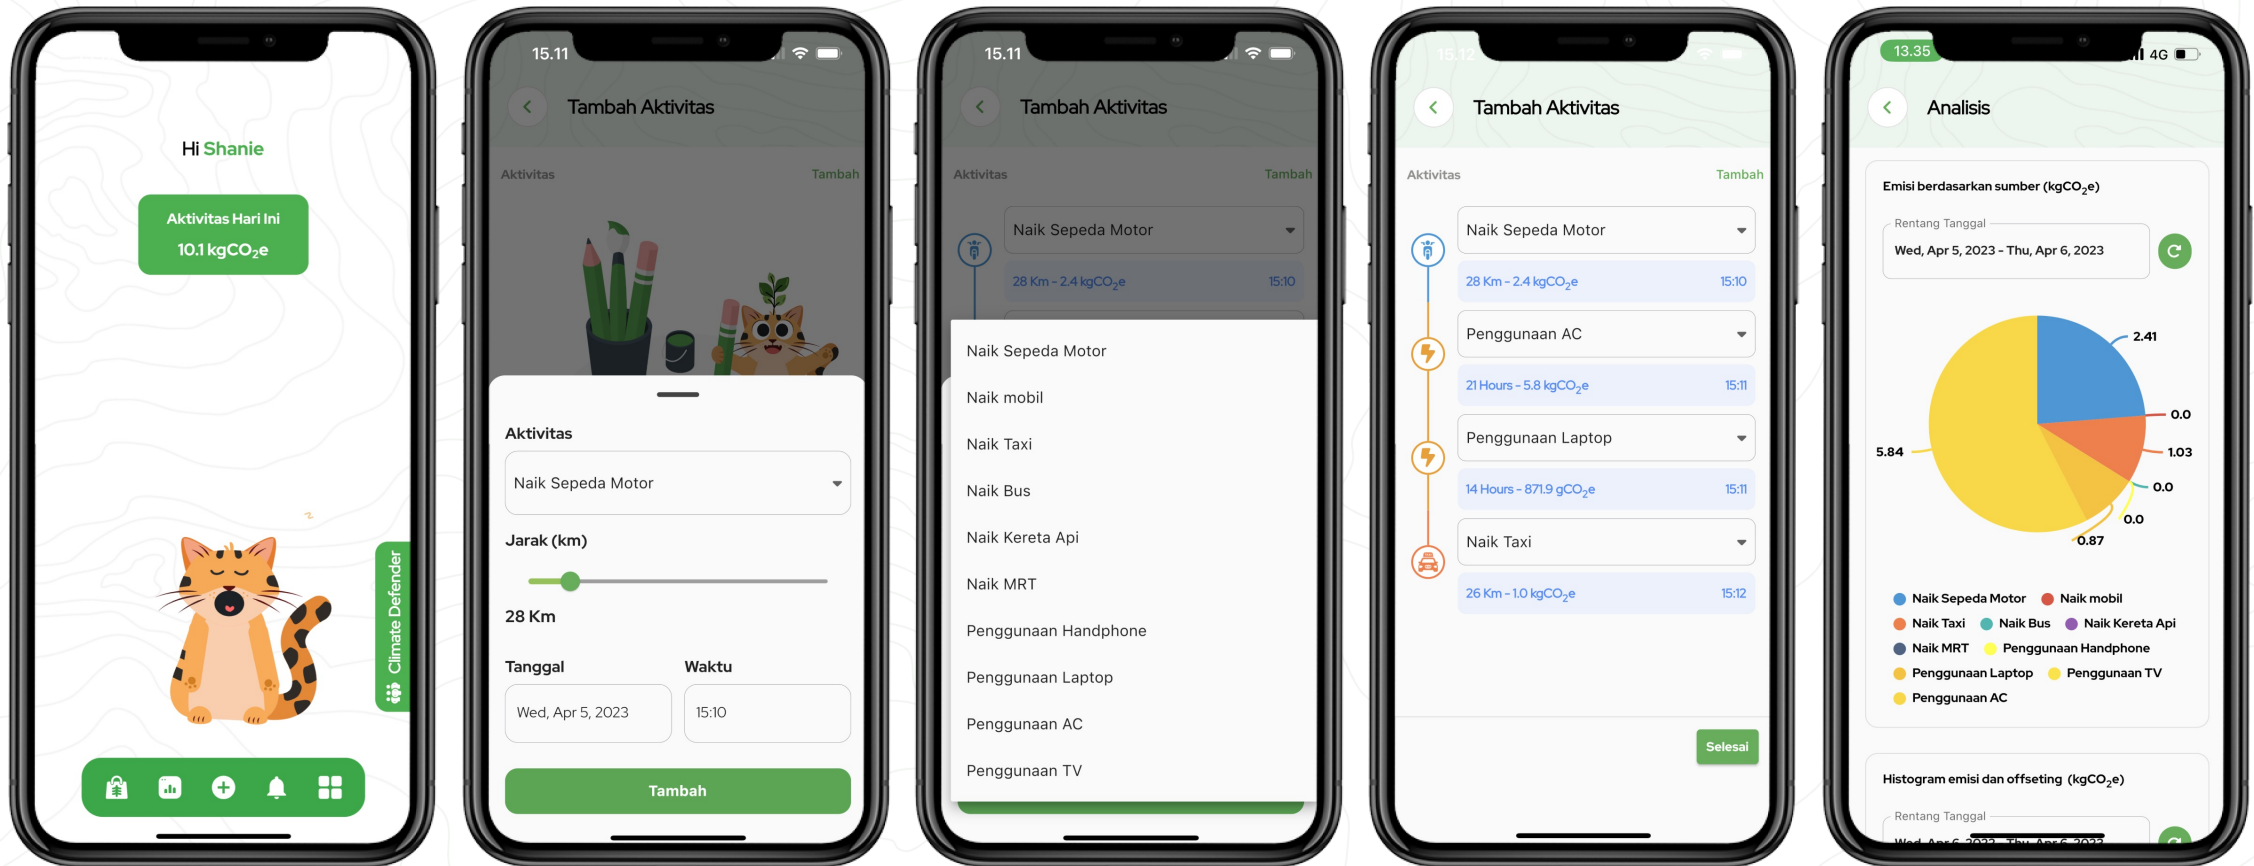 Hi Shanie
Aktivitas Hari Ini
10.1 kgCO₂e
Climate Defender
15.11
Tambah Aktivitas
Aktivitas Tambah
Aktivitas
Naik Sepeda Motor
Jarak (km)
28 Km
Tanggal Waktu
Wed, Apr 5, 2023 15:10
Tambah
15.11
Tambah Aktivitas
Aktivitas Tambah
Naik Sepeda Motor
28 Km - 2.4 kgCO₂e 15:10
Naik Sepeda Motor
Naik mobil
Naik Taxi
Naik Bus
Naik Kereta Api
Naik MRT
Penggunaan Handphone
Penggunaan Laptop
Penggunaan AC
Penggunaan TV
15.12
Tambah Aktivitas
Aktivitas Tambah
Naik Sepeda Motor
28 Km - 2.4 kgCO₂e 15:10
Penggunaan AC
21 Hours - 5.8 kgCO₂e 15:11
Penggunaan Laptop
14 Hours - 871.9 gCO₂e 15:11
Naik Taxi
26 Km - 1.0 kgCO₂e 15:12
Selesai
13.35 4G
Analisis
Emisi berdasarkan sumber (kgCO₂e)
Rentang Tanggal
Wed, Apr 5, 2023 - Thu, Apr 6, 2023
2.41
0.0
5.84 1.03
0.0
0.0
0.87
Naik Sepeda Motor Naik mobil
Naik Taxi Naik Bus Naik Kereta Api
Naik MRT Penggunaan Handphone
Penggunaan Laptop Penggunaan TV
Penggunaan AC
Histogram emisi dan offseting (kgCO₂e)
Rentang Tanggal